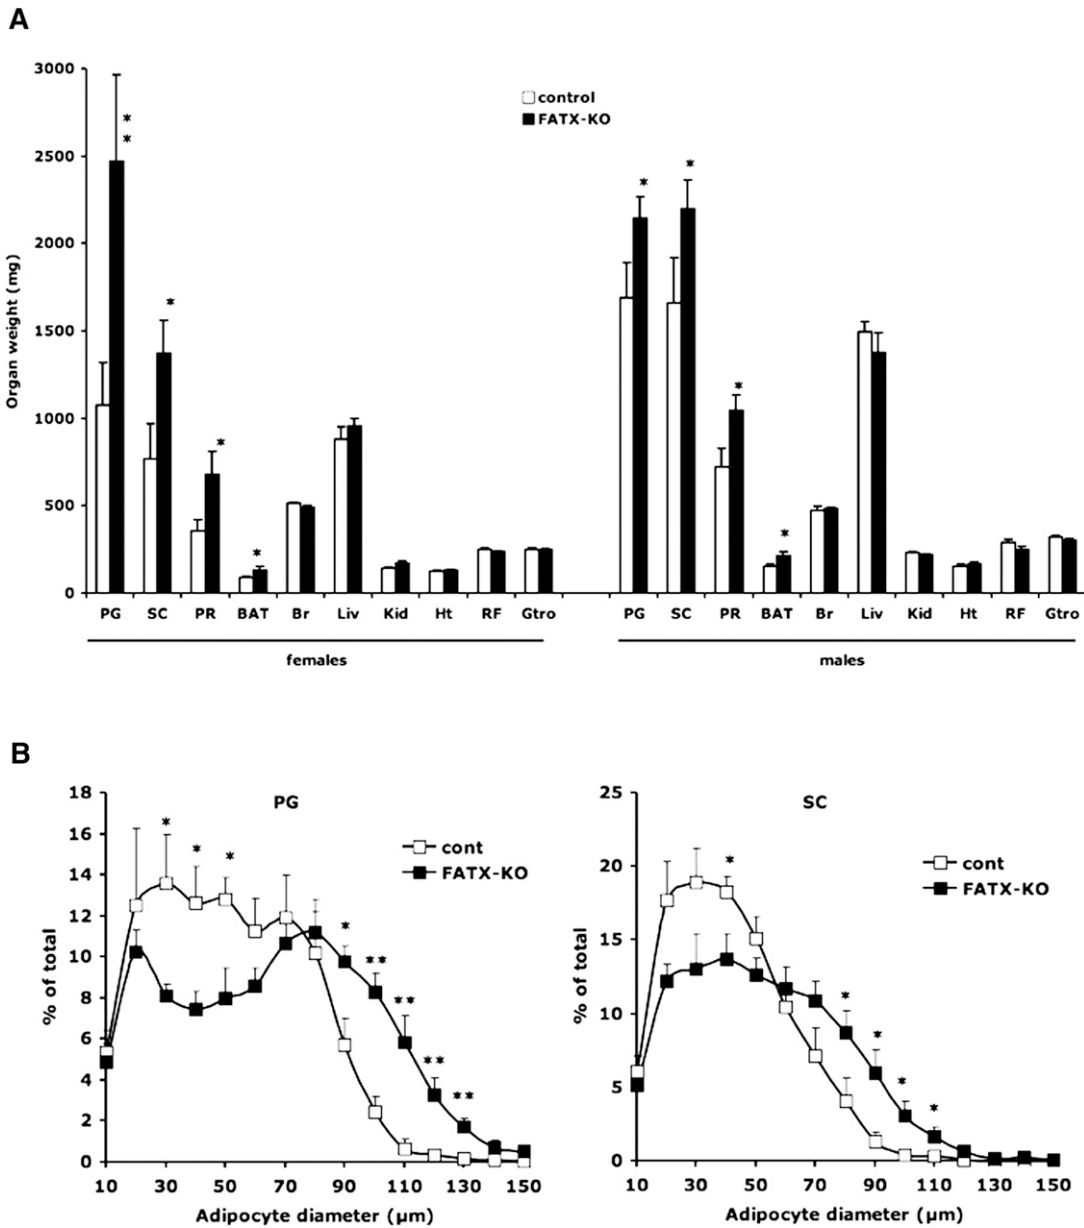 A
3000
2500
2000
1500
1000
500
0
Organ weight (mg)
control
FATX-KO
*
*
*
*
*
*
*
*
*
PG SC PR BAT Br Liv Kid Ht RF Gtro PG SC PR BAT Br Liv Kid Ht RF Gtro
females males
B
PG
18
16
14
12
10
8
6
4
2
0
% of total
cont
FATX-KO
* * * * ** ** ** **
10 30 50 70 90 110 130 150
Adipocyte diameter (µm)
SC
25
20
15
10
5
0
% of total
cont
FATX-KO
* * * * *
10 30 50 70 90 110 130 150
Adipocyte diameter (µm)